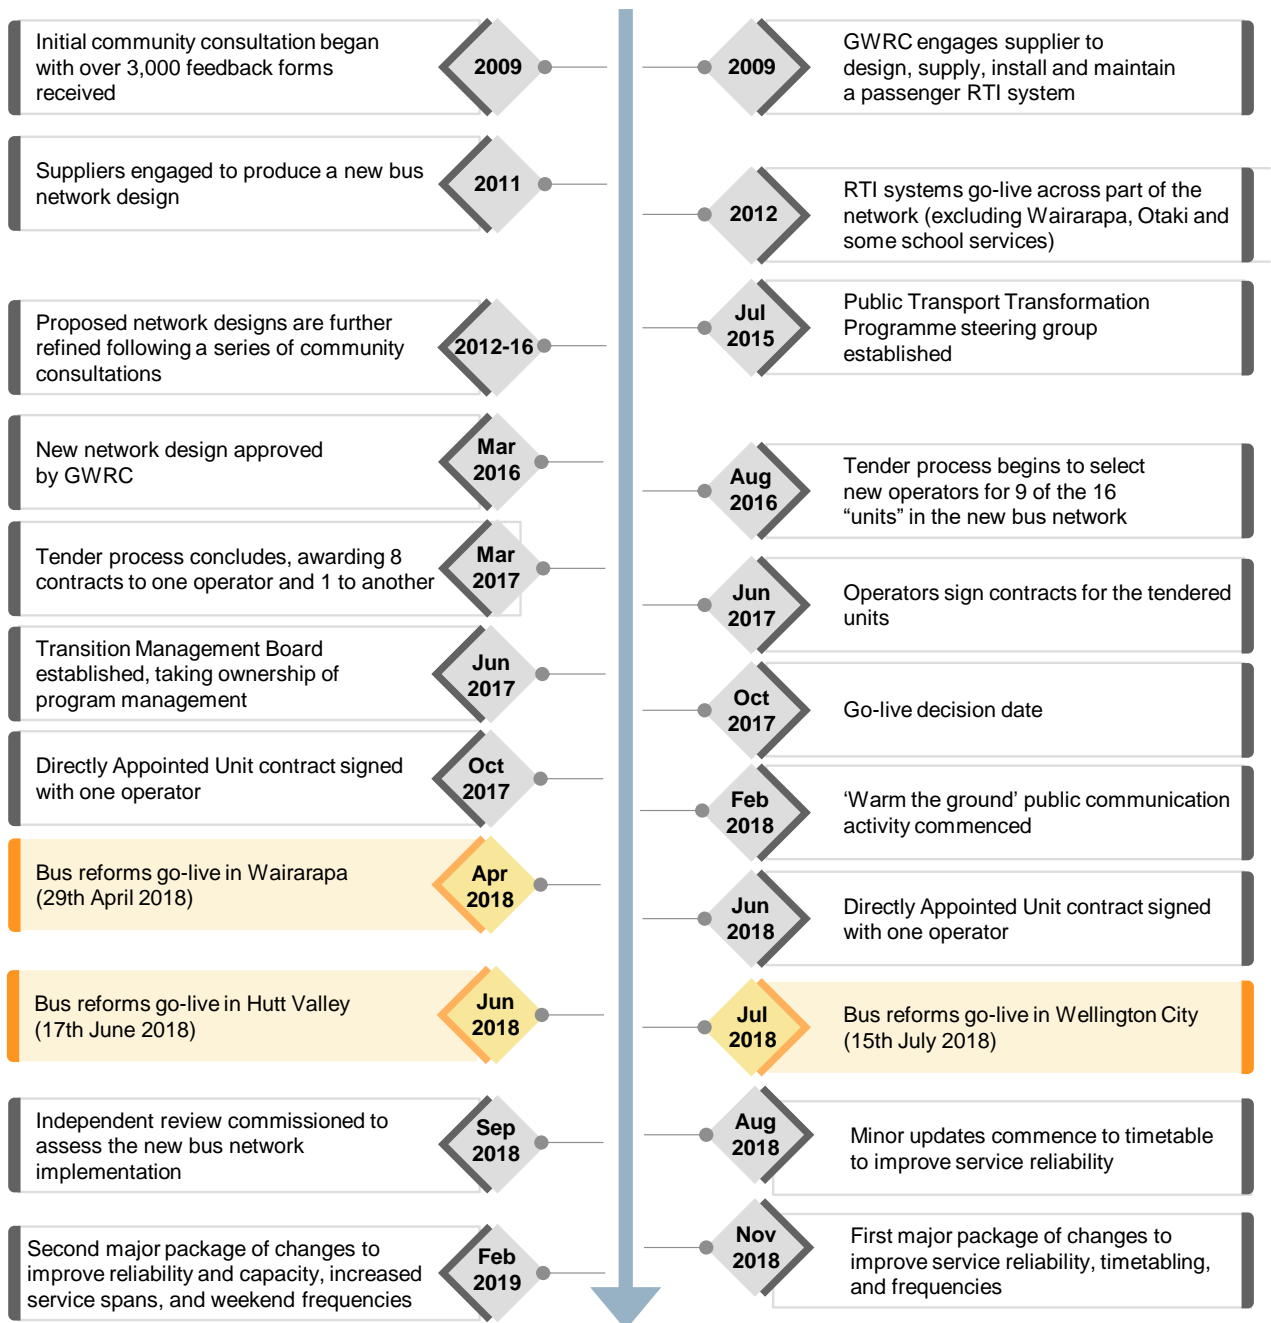 Initial community consultation began
with over 3,000 feedback forms
received
2009
2009
GWRC engages supplier to
design, supply, install and maintain
a passenger RTI system
Suppliers engaged to produce a new bus
network design
2011
2012
RTI systems go-live across part of the
network (excluding Wairarapa, Otaki and
some school services)
Proposed network designs are further
refined following a series of community
consultations
2012-16
Jul
2015
Public Transport Transformation
Programme steering group
established
New network design approved
by GWRC
Mar
2016
Aug
2016
Tender process begins to select
new operators for 9 of the 16
“units” in the new bus network
Tender process concludes, awarding 8
contracts to one operator and 1 to another
Mar
2017
Jun
2017
Operators sign contracts for the tendered
units
Transition Management Board
established, taking ownership of
program management
Jun
2017
Oct
2017
Go-live decision date
Directly Appointed Unit contract signed
with one operator
Oct
2017
Feb
2018
‘Warm the ground’ public communication
activity commenced
Bus reforms go-live in Wairarapa
(29th April 2018)
Apr
2018
Jun
2018
Directly Appointed Unit contract signed
with one operator
Bus reforms go-live in Hutt Valley
(17th June 2018)
Jun
2018
Jul
2018
Bus reforms go-live in Wellington City
(15th July 2018)
Independent review commissioned to
assess the new bus network
implementation
Sep
2018
Aug
2018
Minor updates commence to timetable
to improve service reliability
Second major package of changes to
improve reliability and capacity, increased
service spans, and weekend frequencies
Feb
2019
Nov
2018
First major package of changes to
improve service reliability, timetabling,
and frequencies